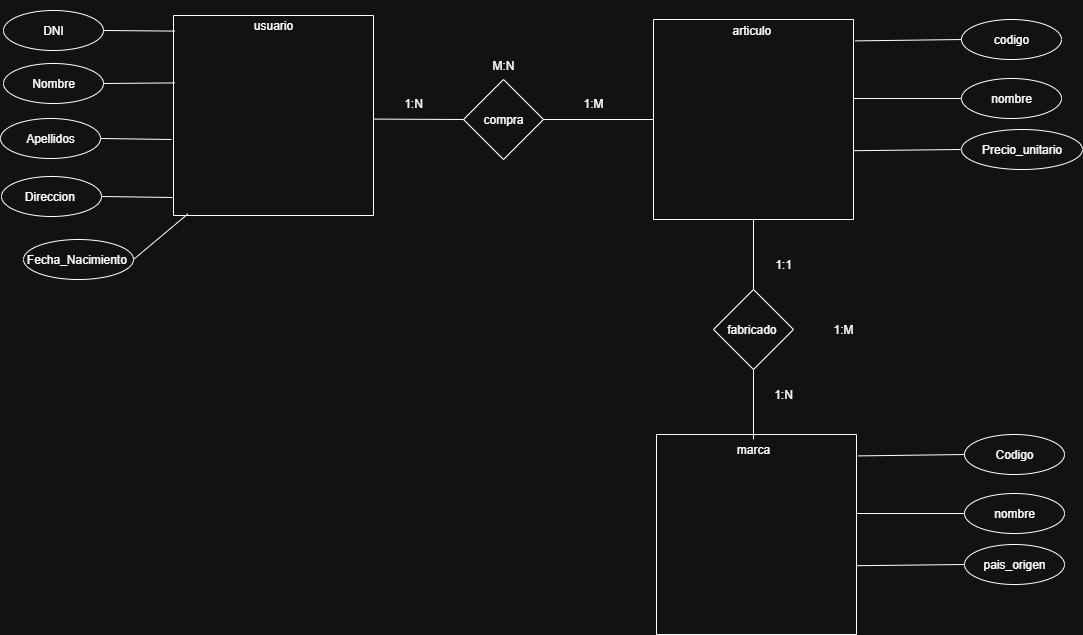 DNI
usuario
Nombre
Apellidos
Direccion
Fecha_Nacimiento
M:N
1:N
compra
1:M
articulo
codigo
nombre
Precio_unitario
1:1
fabricado
1:M
1:N
marca
Codigo
nombre
pais_origen